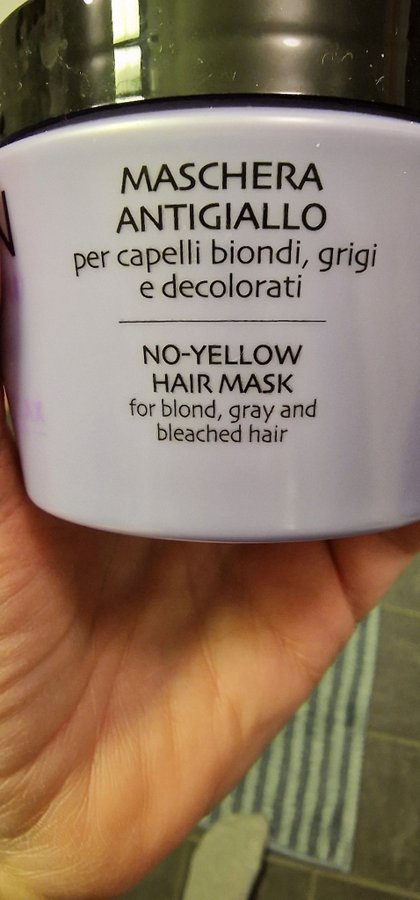 MASCHERA
ANTIGIALLO
per capelli biondi, grigi
e decolorati
NO-YELLOW
HAIR MASK
for blond, gray and
bleached hair